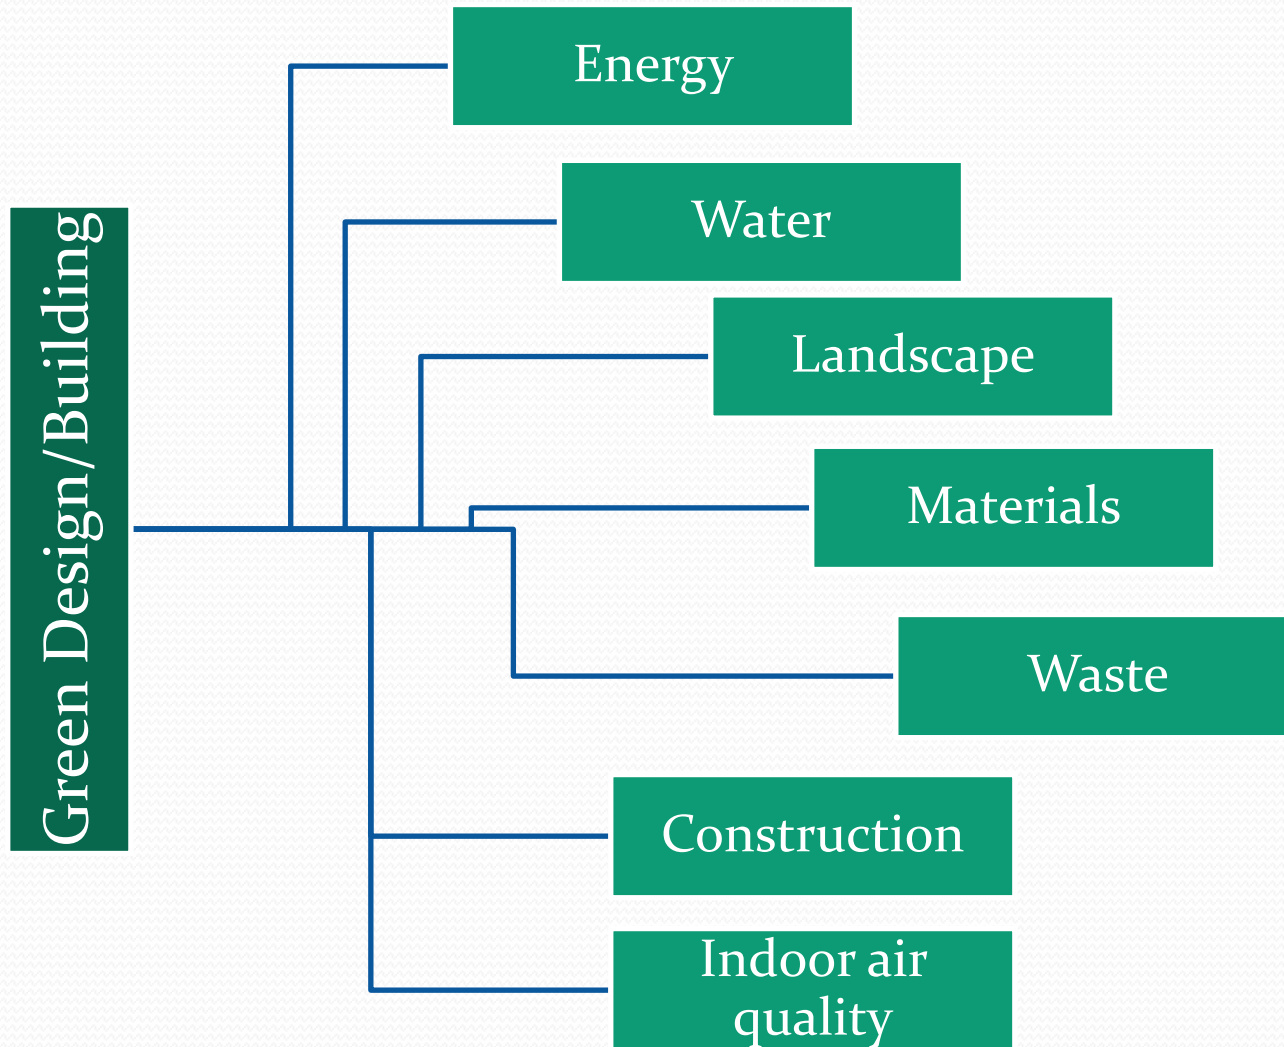 Green Design/Building
Energy
Water
Landscape
Materials
Waste
Construction
Indoor air
quality